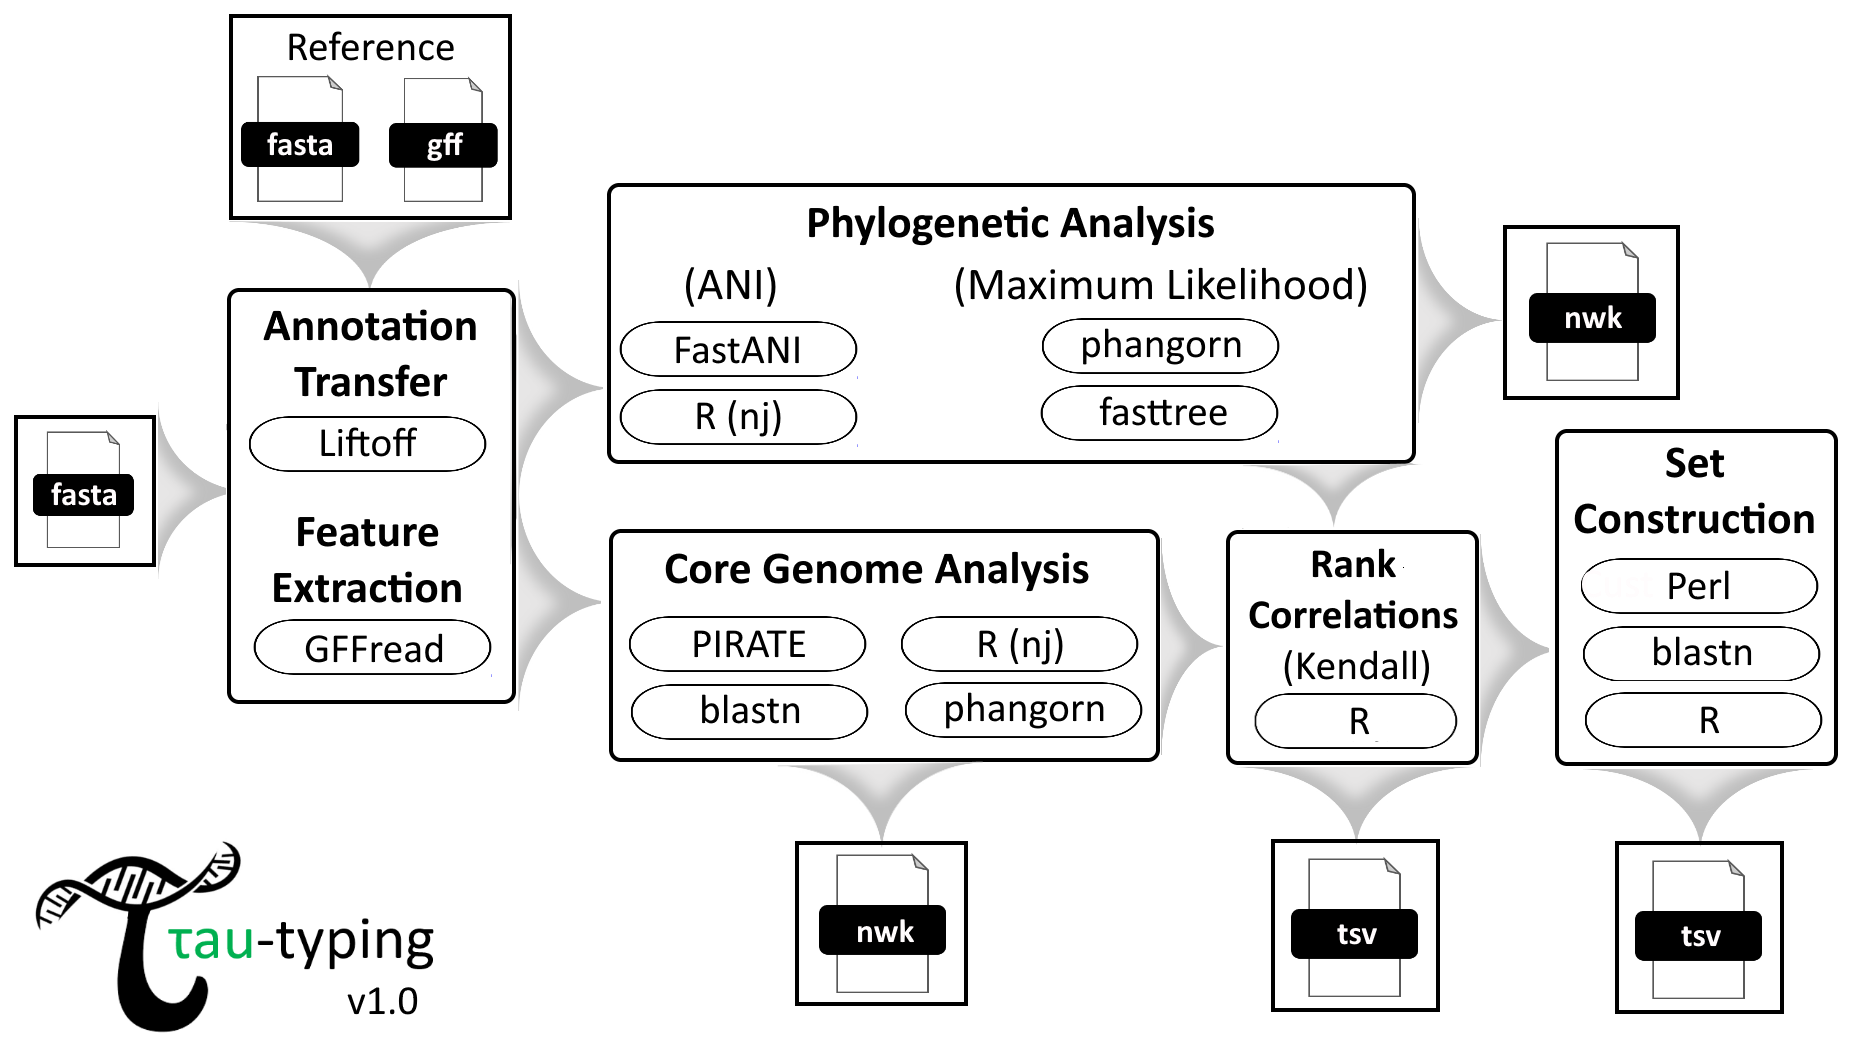 Reference
fasta
gff
fasta
Annotation
Transfer
Liftoff
Feature
Extraction
GFFread
Phylogenetic Analysis
(ANI)
FastANI
R (nj)
(Maximum Likelihood)
phangorn
fasttree
nwk
Core Genome Analysis
PIRATE
R (nj)
blastn
phangorn
nwk
Rank
Correlations
(Kendall)
R
tsv
Set
Construction
Perl
blastn
R
tsv
τau-typing
v1.0